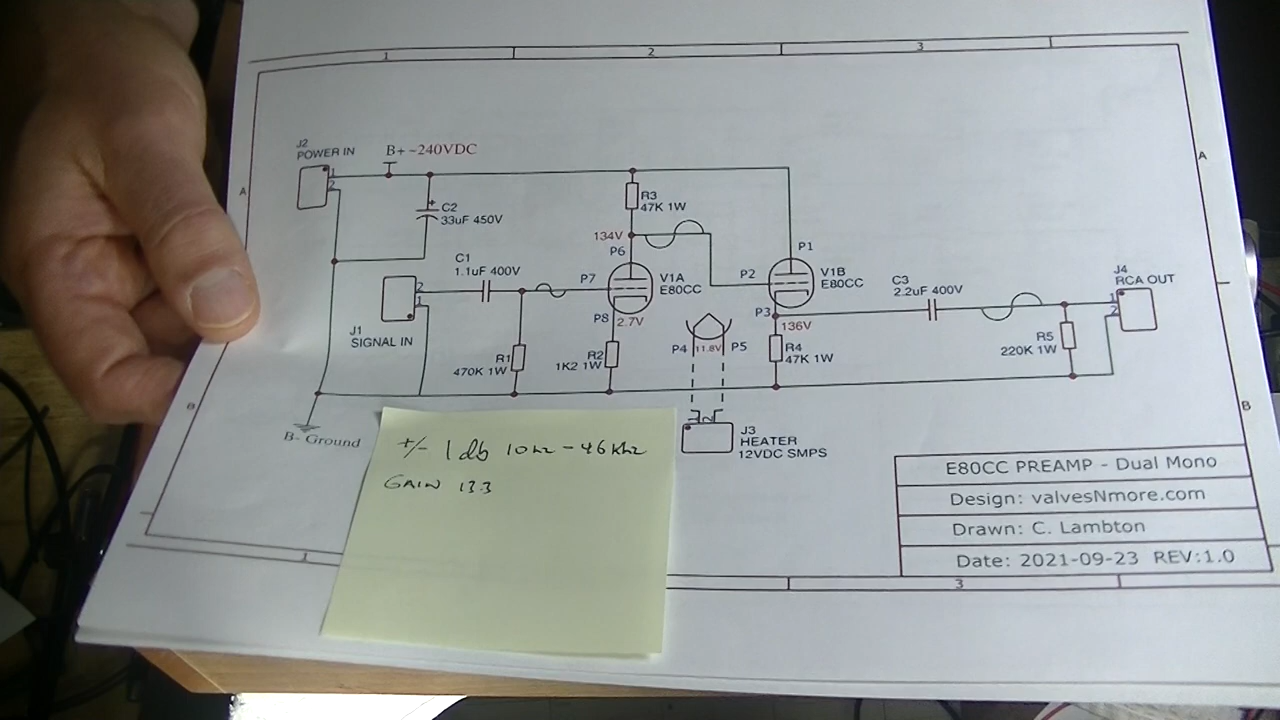 1 2 3
J2
POWER IN
B+ ~240VDC
1
2
A
A
C2
33uF 450V
R3
47K 1W
134V
P6
P1
C1
1.1uF 400V
P7
V1A
E80CC
P2
V1B
E80CC
C3
2.2uF 400V
J4
RCA OUT
2
1
1
2
J1
SIGNAL IN
P8
2.7V
P3
136V
R1
470K 1W
R2
1K2 1W
P4
11.8V
P5
R4
47K 1W
R5
220K 1W
B
B
B- Ground
J3
HEATER
12VDC SMPS
+/- 1db 10hz - 46khz
GAIN 13.3
E80CC PREAMP - Dual Mono
Design: valvesNmore.com
Drawn: C. Lambton
Date: 2021-09-23 REV:1.0
1
3